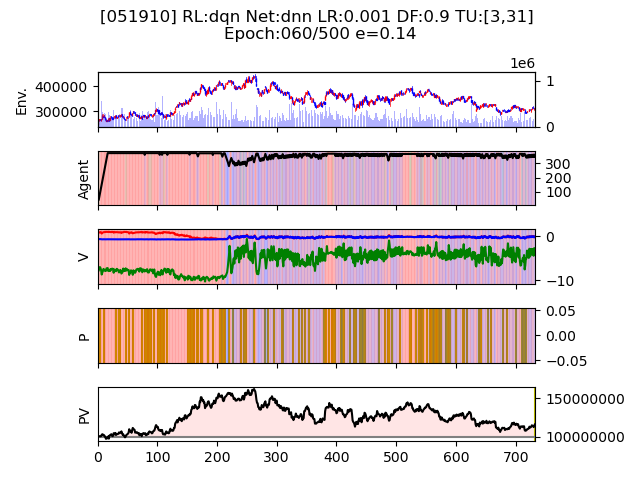 [051910] RL:dqn Net:dnn LR:0.001 DF:0.9 TU:[3,31]
Epoch:060/500 e=0.14
1e6
Env.
400000
300000
1
0
Agent
300
200
100
V
0
−10
P
0.05
0.00
−0.05
PV
150000000
100000000
0 100 200 300 400 500 600 700